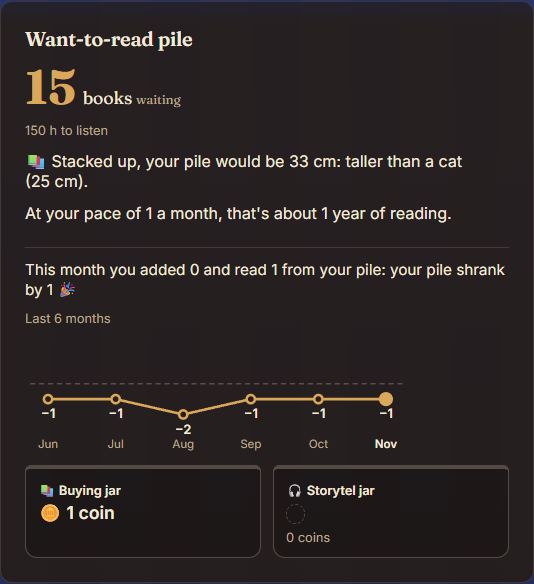 Want-to-read pile
15 books waiting
150 h to listen
📚 Stacked up, your pile would be 33 cm: taller than a cat
(25 cm).
At your pace of 1 a month, that's about 1 year of reading.
This month you added 0 and read 1 from your pile: your pile shrank
by 1 🎉
Last 6 months
−1 −1 −2 −1 −1 −1
Jun Jul Aug Sep Oct Nov
📚 Buying jar
🪙 1 coin
🎧 Storytel jar
0 coins